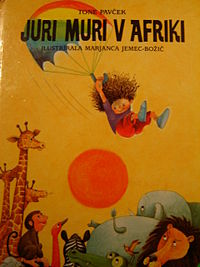 TONE PAVČEK
JURI MURI V AFRIKI
ILUSTRIRALA MARJANCA JEMEC-BOŽIČ